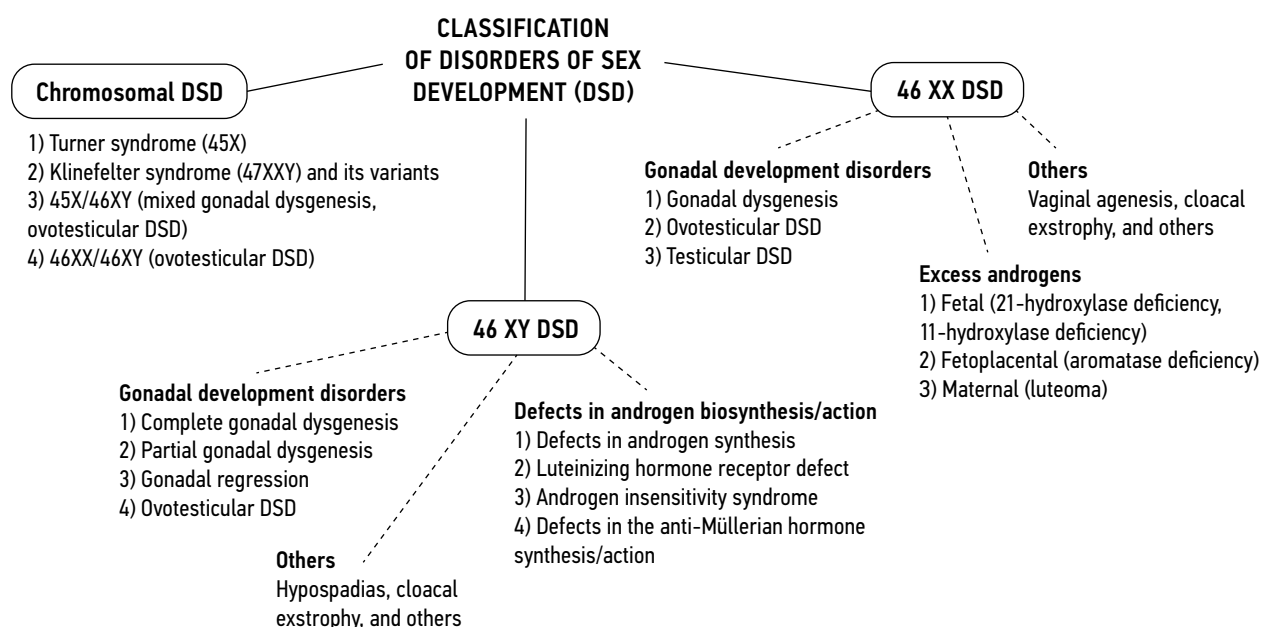 CLASSIFICATION
OF DISORDERS OF SEX
DEVELOPMENT (DSD)
Chromosomal DSD
1) Turner syndrome (45X)
2) Klinefelter syndrome (47XXY) and its variants
3) 45X/46XY (mixed gonadal dysgenesis,
ovotesticular DSD)
4) 46XX/46XY (ovotesticular DSD)
46 XX DSD
Gonadal development disorders
1) Gonadal dysgenesis
2) Ovotesticular DSD
3) Testicular DSD
Others
Vaginal agenesis, cloacal
exstrophy, and others
Excess androgens
1) Fetal (21-hydroxylase deficiency,
11-hydroxylase deficiency)
2) Fetoplacental (aromatase deficiency)
3) Maternal (luteoma)
46 XY DSD
Gonadal development disorders
1) Complete gonadal dysgenesis
2) Partial gonadal dysgenesis
3) Gonadal regression
4) Ovotesticular DSD
Others
Hypospadias, cloacal
exstrophy, and others
Defects in androgen biosynthesis/action
1) Defects in androgen synthesis
2) Luteinizing hormone receptor defect
3) Androgen insensitivity syndrome
4) Defects in the anti-Müllerian hormone
synthesis/action